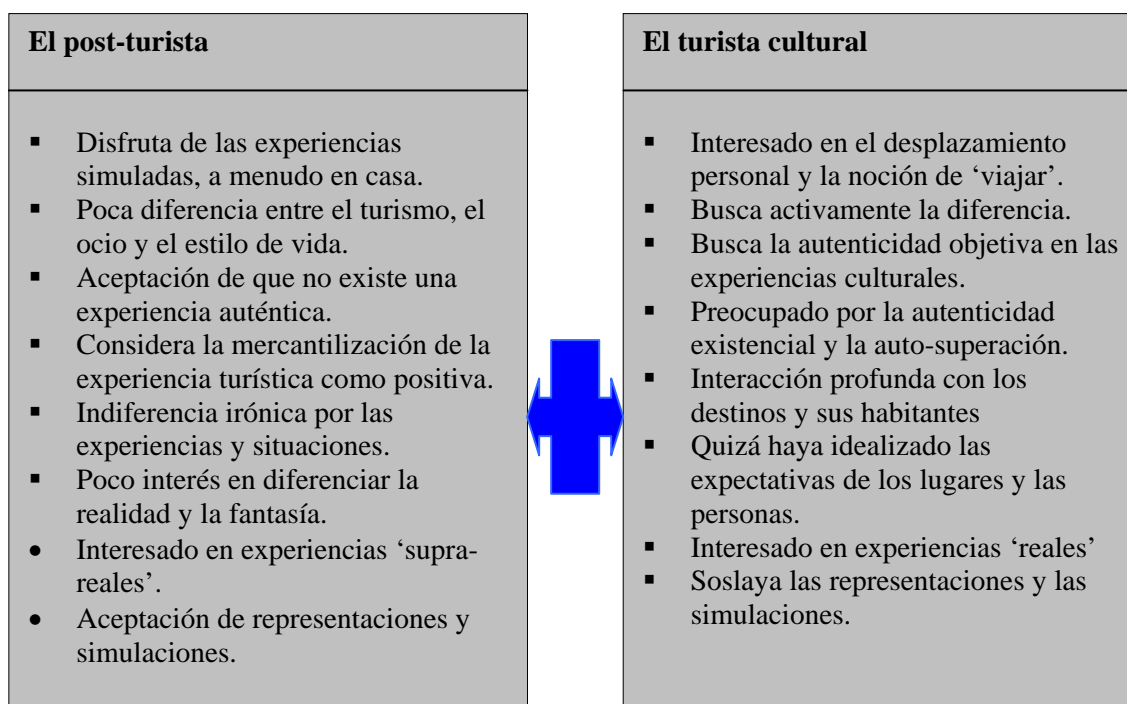 El post-turista
▪ Disfruta de las experiencias
simuladas, a menudo en casa.
▪ Poca diferencia entre el turismo, el
ocio y el estilo de vida.
▪ Aceptación de que no existe una
experiencia auténtica.
▪ Considera la mercantilización de la
experiencia turística como positiva.
▪ Indiferencia irónica por las
experiencias y situaciones.
▪ Poco interés en diferenciar la
realidad y la fantasía.
• Interesado en experiencias ‘supra-
reales’.
• Aceptación de representaciones y
simulaciones.
El turista cultural
▪ Interesado en el desplazamiento
personal y la noción de ‘viajar’.
▪ Busca activamente la diferencia.
▪ Busca la autenticidad objetiva en las
experiencias culturales.
▪ Preocupado por la autenticidad
existencial y la auto-superación.
▪ Interacción profunda con los
destinos y sus habitantes
▪ Quizá haya idealizado las
expectativas de los lugares y las
personas.
▪ Interesado en experiencias ‘reales’
▪ Soslaya las representaciones y las
simulaciones.